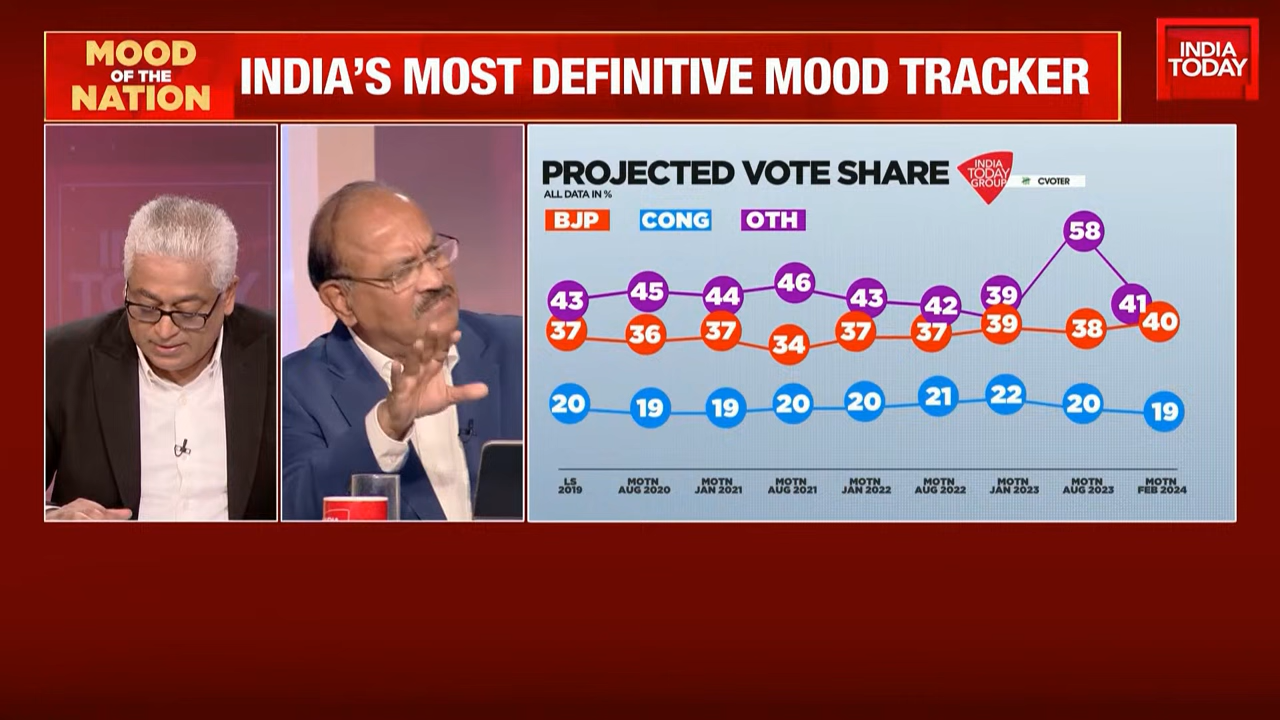 MOOD
OF THE
NATION
INDIA'S MOST DEFINITIVE MOOD TRACKER
INDIA
TODAY
PROJECTED VOTE SHARE
INDIA
TODAY
GROUP
CVOTER
ALL DATA IN %
BJP CONG OTH
43 45 44 46 43 42 39 58 41
37 36 37 34 37 37 39 38 40
20 19 19 20 20 21 22 20 19
LS
2019
MOTN
AUG 2020
MOTN
JAN 2021
MOTN
AUG 2021
MOTN
JAN 2022
MOTN
AUG 2022
MOTN
JAN 2023
MOTN
AUG 2023
MOTN
FEB 2024